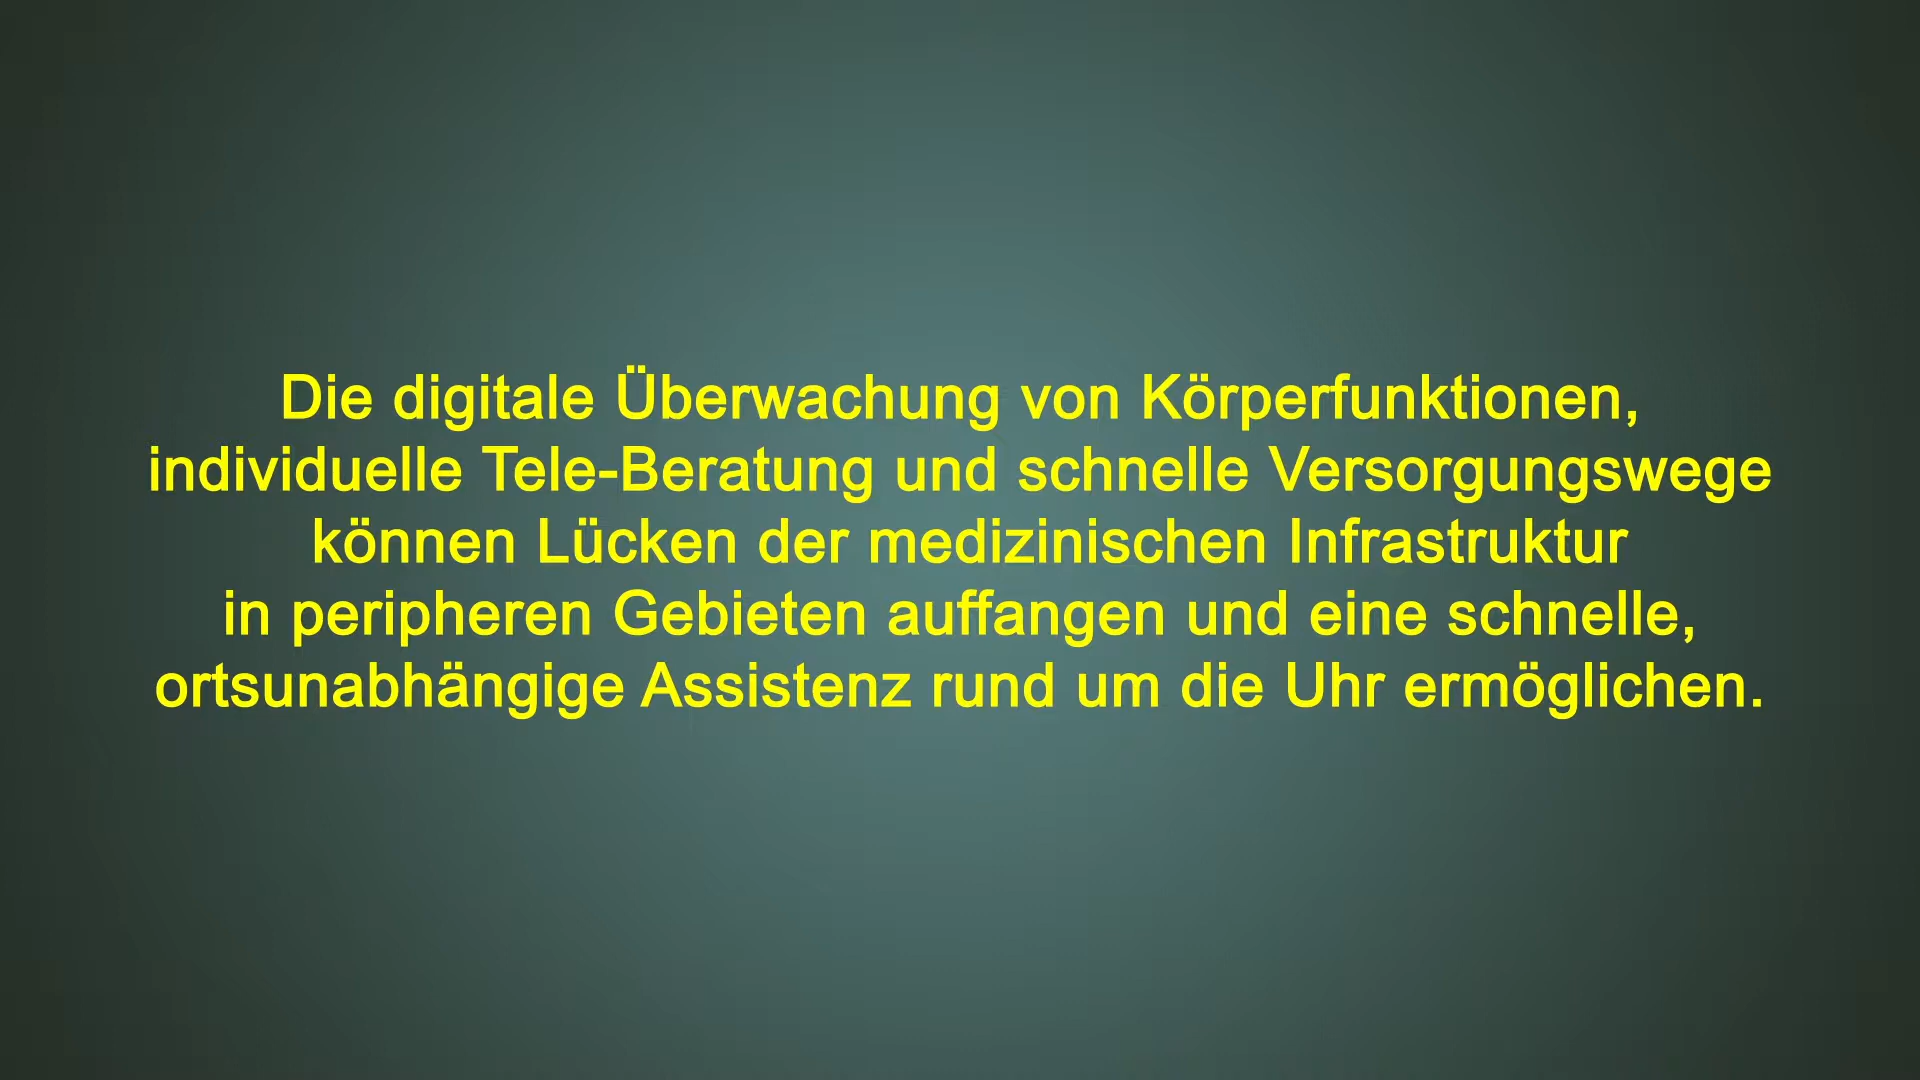 Die digitale Überwachung von Körperfunktionen,
individuelle Tele-Beratung und schnelle Versorgungswege
können Lücken der medizinischen Infrastruktur
in peripheren Gebieten auffangen und eine schnelle,
ortsunabhängige Assistenz rund um die Uhr ermöglichen.